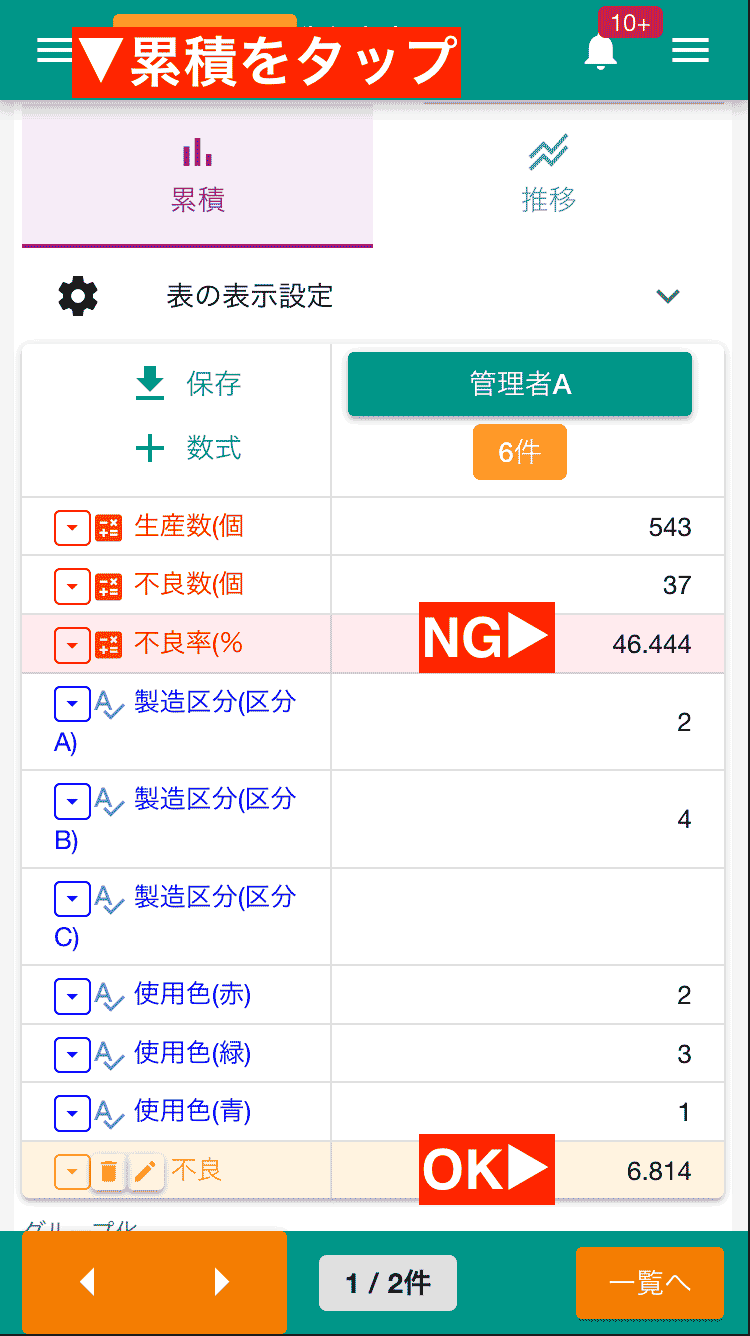 10+
▼累積をタップ
累積
推移
表の表示設定
保存
管理者A
数式
6件
生産数(個
543
不良数(個
37
不良率(%
NG▶
46.444
製造区分(区分
A)
2
製造区分(区分
B)
4
製造区分(区分
C)
使用色(赤)
2
使用色(緑)
3
使用色(青)
1
不良
OK▶
6.814
グループ化
1 / 2件
一覧へ